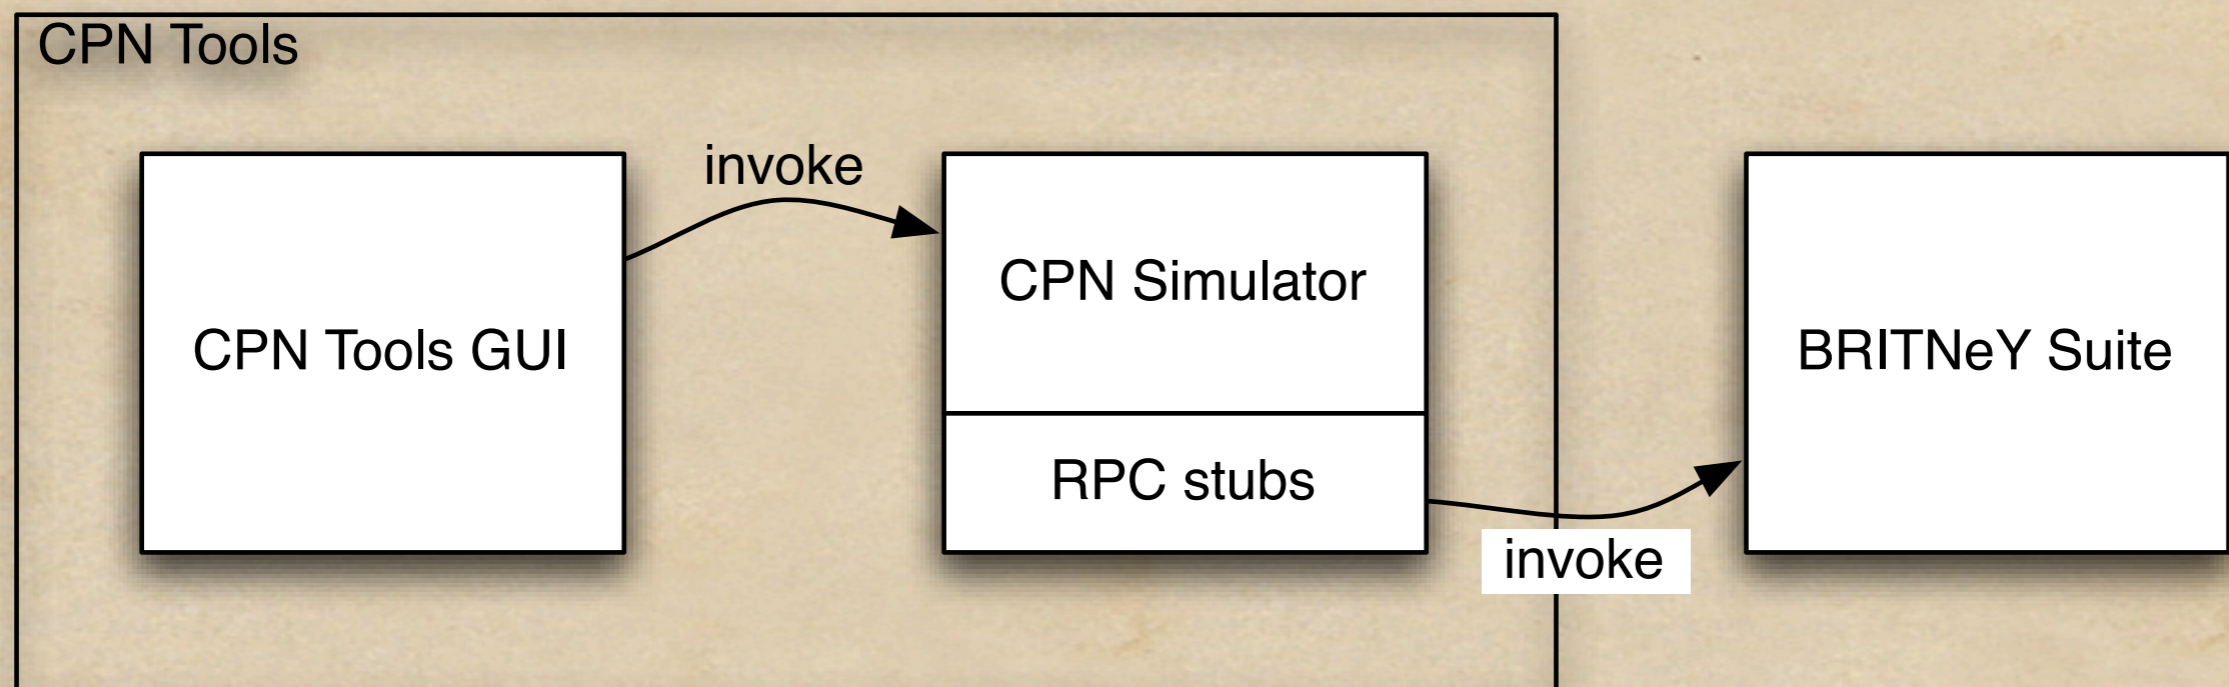 CPN Tools
invoke
CPN Tools GUI
CPN Simulator
RPC stubs
BRITNeY Suite
invoke